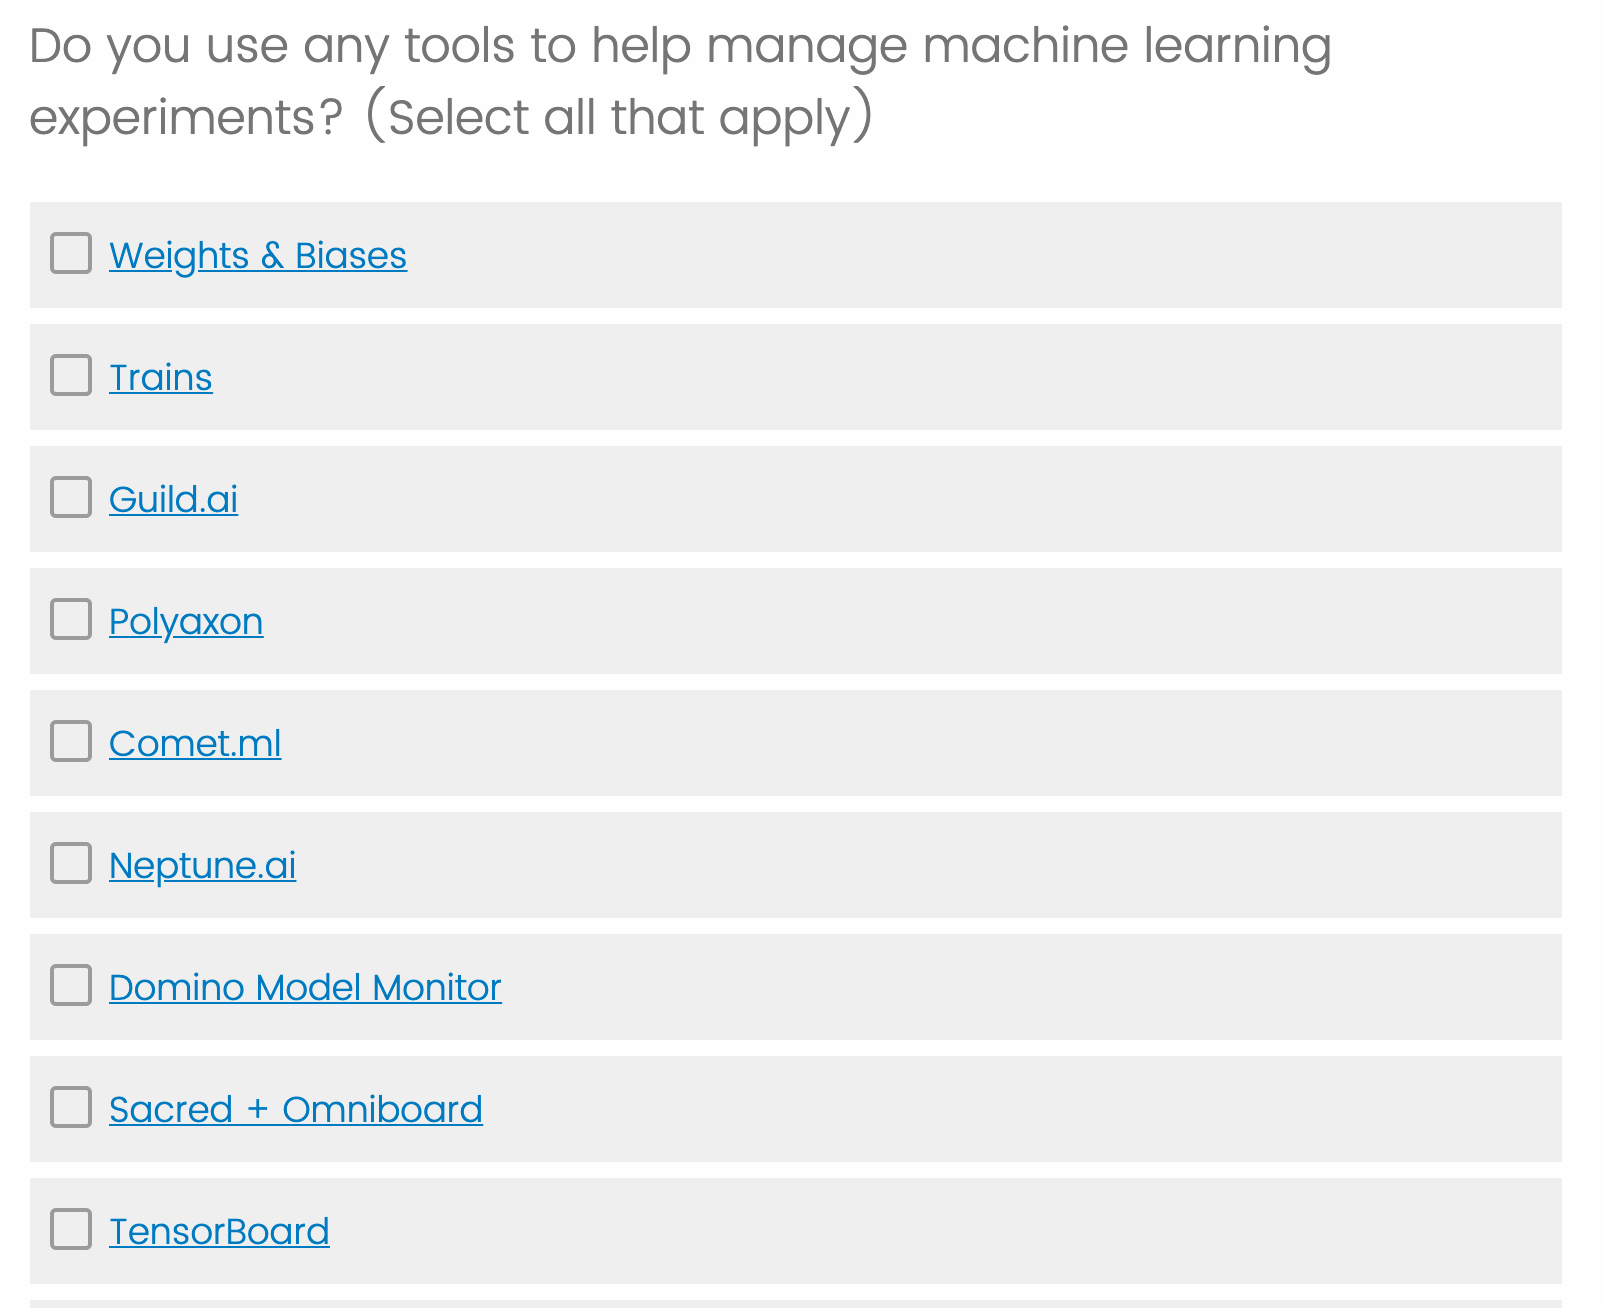 Do you use any tools to help manage machine learning
experiments? (Select all that apply)
Weights & Biases
Trains
Guild.ai
Polyaxon
Comet.ml
Neptune.ai
Domino Model Monitor
Sacred + Omniboard
TensorBoard